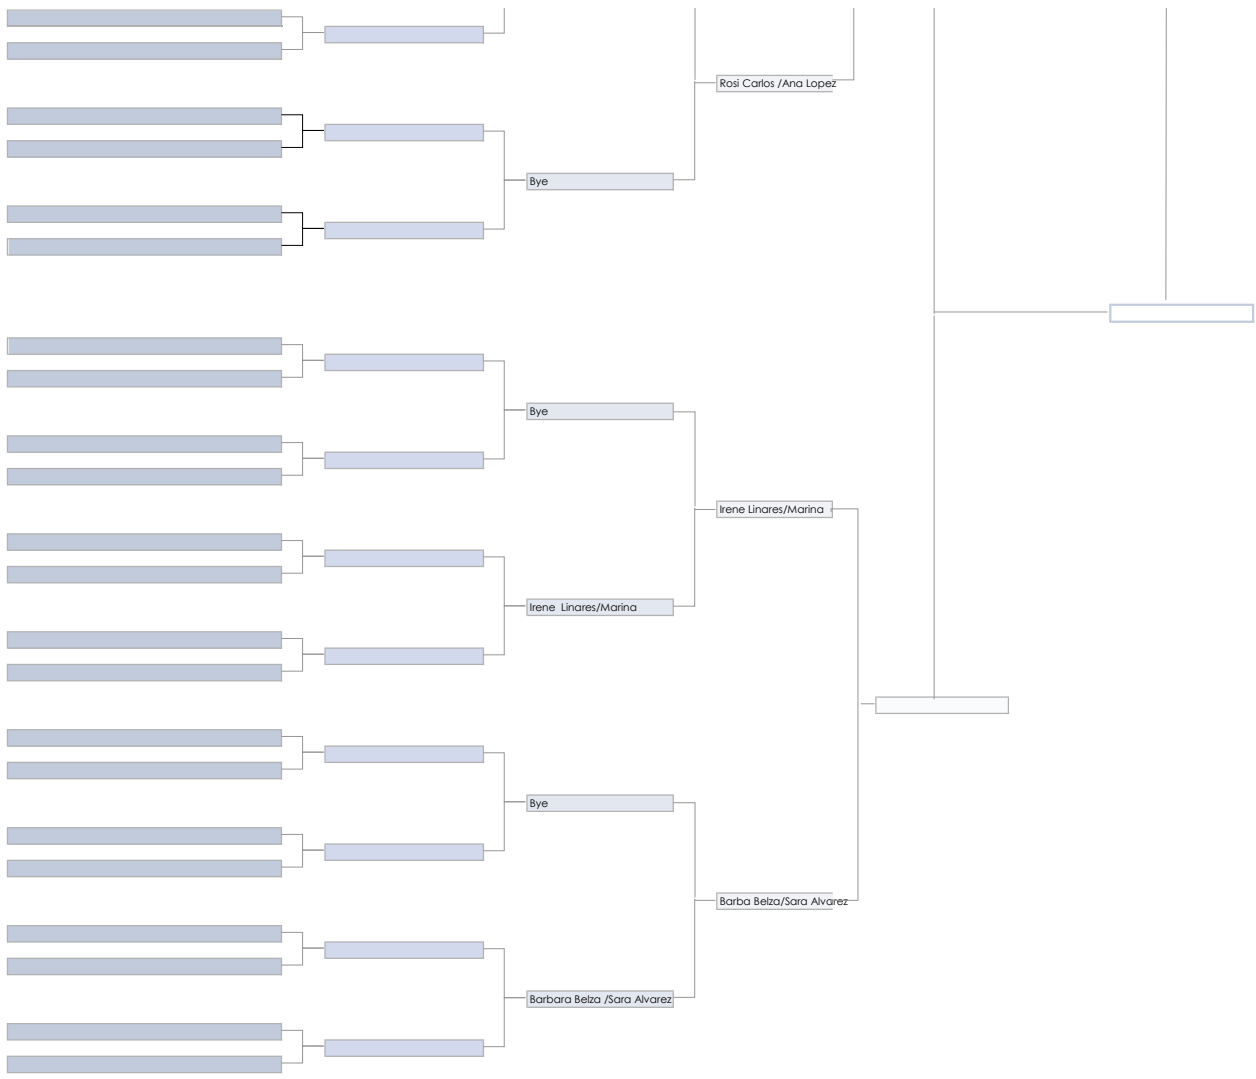 Rosi Carlos /Ana Lopez
Bye
Bye
Irene Linares/Marina
Irene  Linares/Marina
Bye
Barba Belza/Sara Alvarez
Barbara Belza /Sara Alvarez